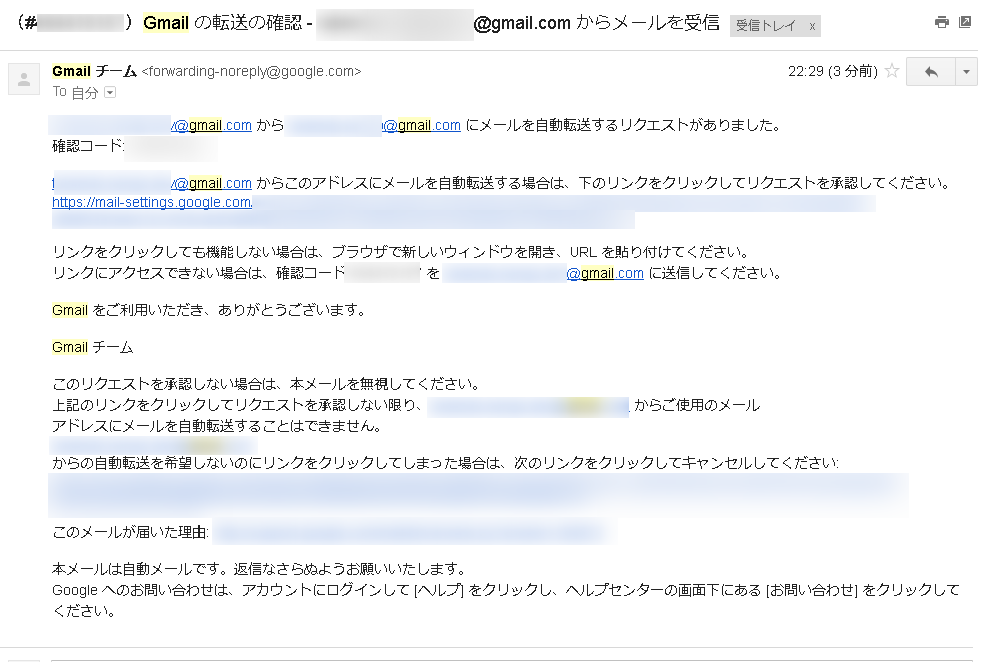 （#）Gmail の転送の確認 - @gmail.com からメールを受信 受信トレイ x
Gmail チーム <forwarding-noreply@google.com> 22:29 (3 分前)
To 自分
@gmail.com から @gmail.com にメールを自動転送するリクエストがありました。
確認コード:
@gmail.com からこのアドレスにメールを自動転送する場合は、下のリンクをクリックしてリクエストを承認してください。
https://mail-settings.google.com
リンクをクリックしても機能しない場合は、ブラウザで新しいウィンドウを開き、URL を貼り付けてください。
リンクにアクセスできない場合は、確認コード を @gmail.com に送信してください。
Gmail をご利用いただき、ありがとうございます。
Gmail チーム
このリクエストを承認しない場合は、本メールを無視してください。
上記のリンクをクリックしてリクエストを承認しない限り、 からご使用のメール
アドレスにメールを自動転送することはできません。
からの自動転送を希望しないのにリンクをクリックしてしまった場合は、次のリンクをクリックしてキャンセルしてください:
このメールが届いた理由:
本メールは自動メールです。返信なさらぬようお願いいたします。
Google へのお問い合わせは、アカウントにログインして [ヘルプ] をクリックし、ヘルプセンターの画面下にある [お問い合わせ] をクリックして
ください。